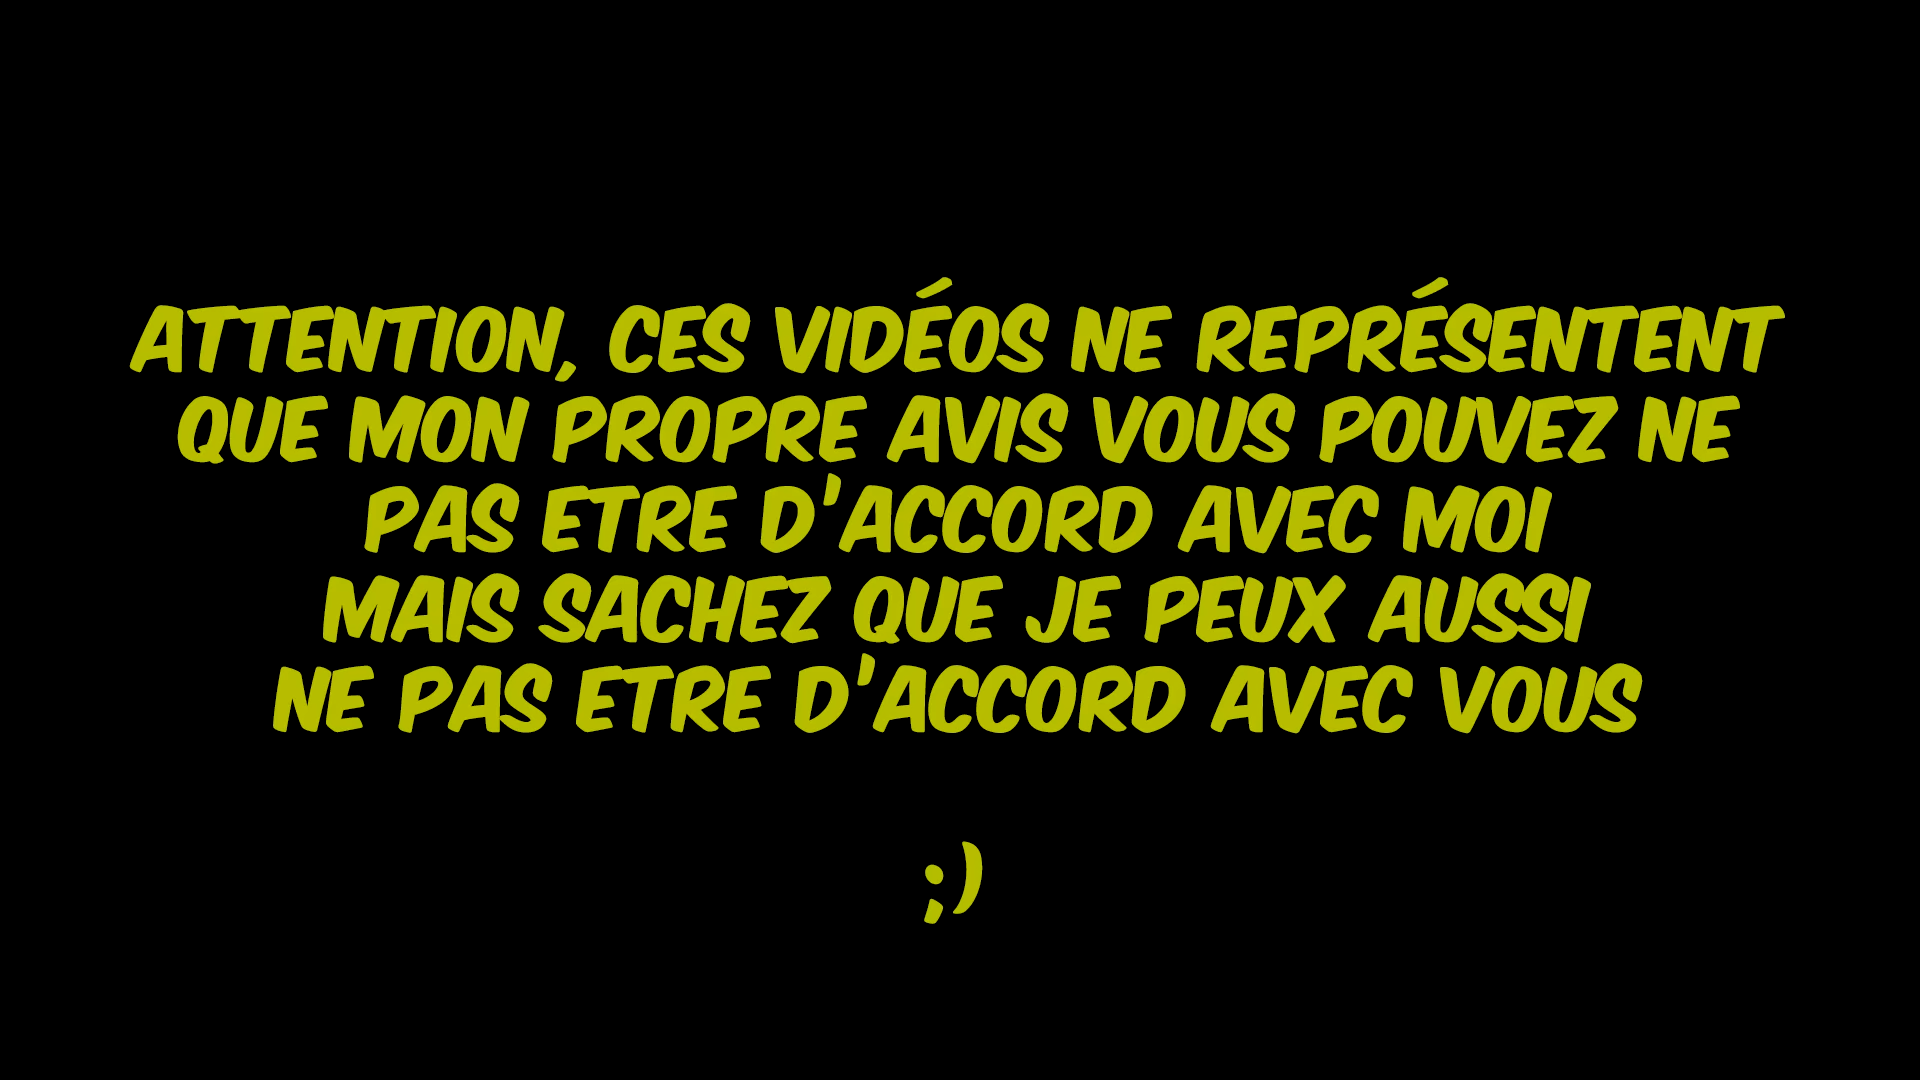 ATTENTION, CES VIDÉOS NE REPRÉSENTENT
QUE MON PROPRE AVIS VOUS POUVEZ NE
PAS ETRE D'ACCORD AVEC MOI
MAIS SACHEZ QUE JE PEUX AUSSI
NE PAS ETRE D'ACCORD AVEC VOUS
;)